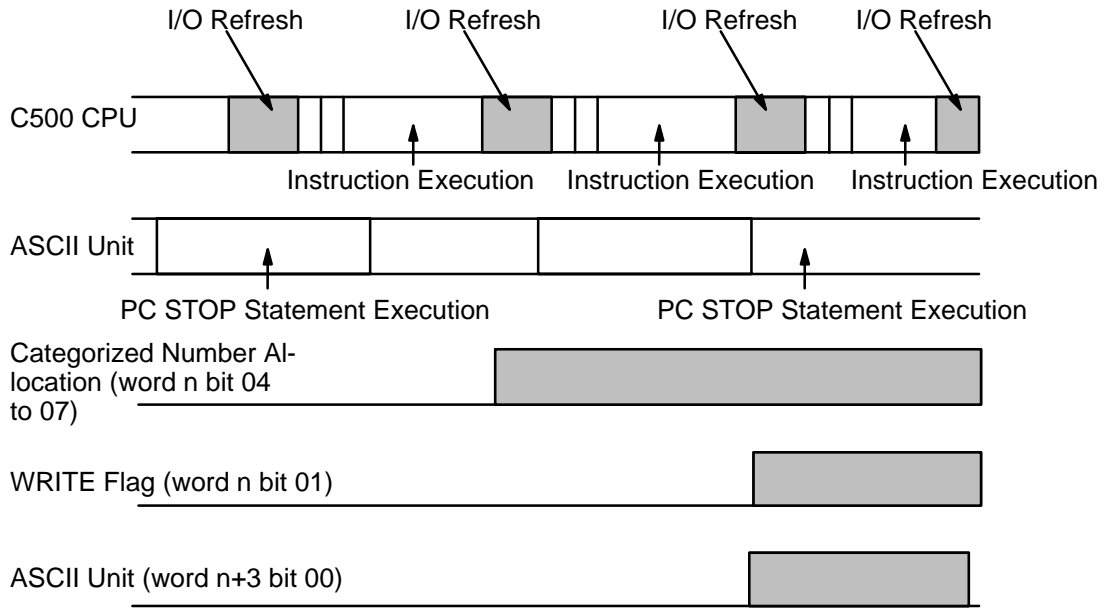 I/O Refresh I/O Refresh I/O Refresh I/O Refresh
C500 CPU
Instruction Execution Instruction Execution Instruction Execution
ASCII Unit
PC STOP Statement Execution PC STOP Statement Execution
Categorized Number Al-
location (word n bit 04
to 07)
WRITE Flag (word n bit 01)
ASCII Unit (word n+3 bit 00)